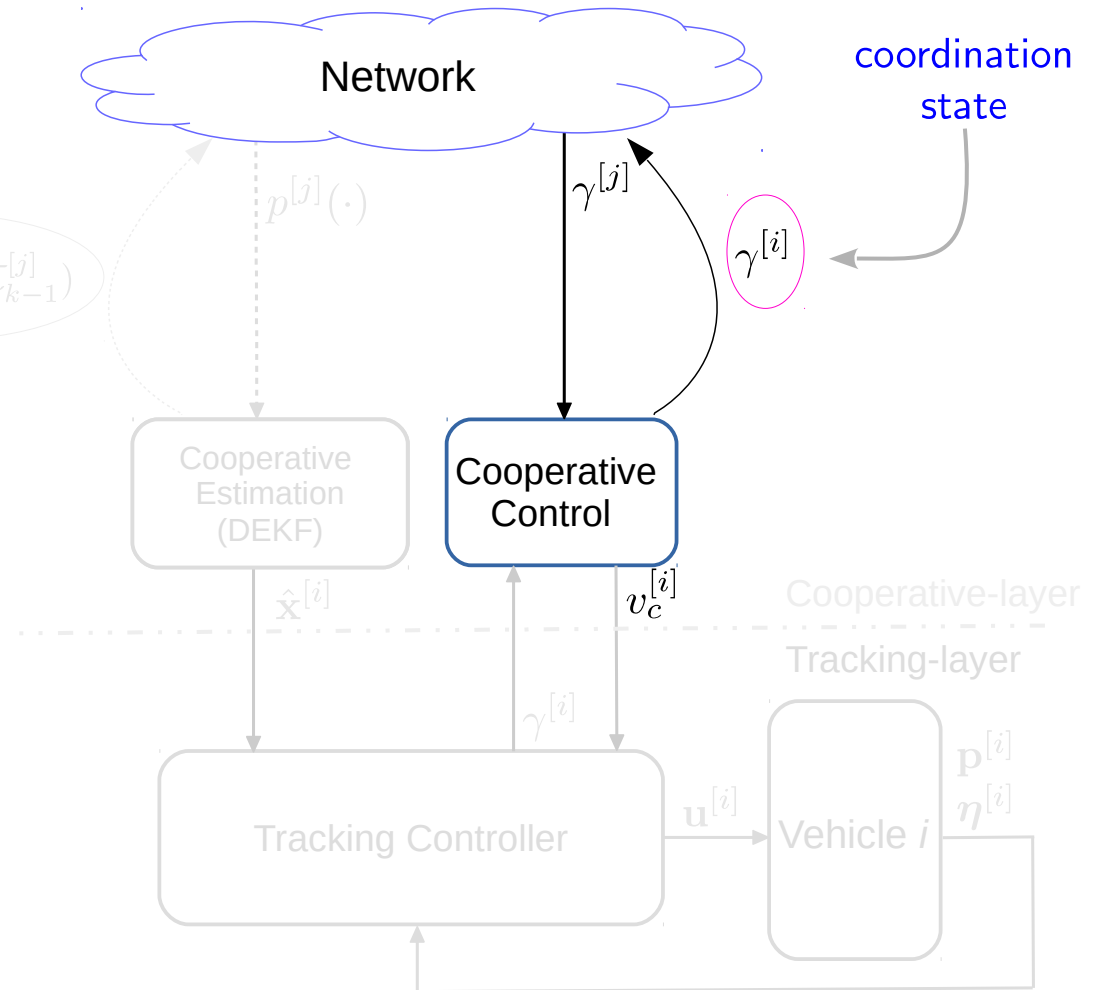 Network
coordination
state
p^{[j]}(·)
γ^{[j]}
γ^{[i]}
Cooperative
Estimation
(DEKF)
Cooperative
Control
x̂^{[i]}
v_c^{[i]}
Cooperative-layer
Tracking-layer
γ^{[i]}
Tracking Controller
u^{[i]}
Vehicle i
p^{[i]}
η^{[i]}